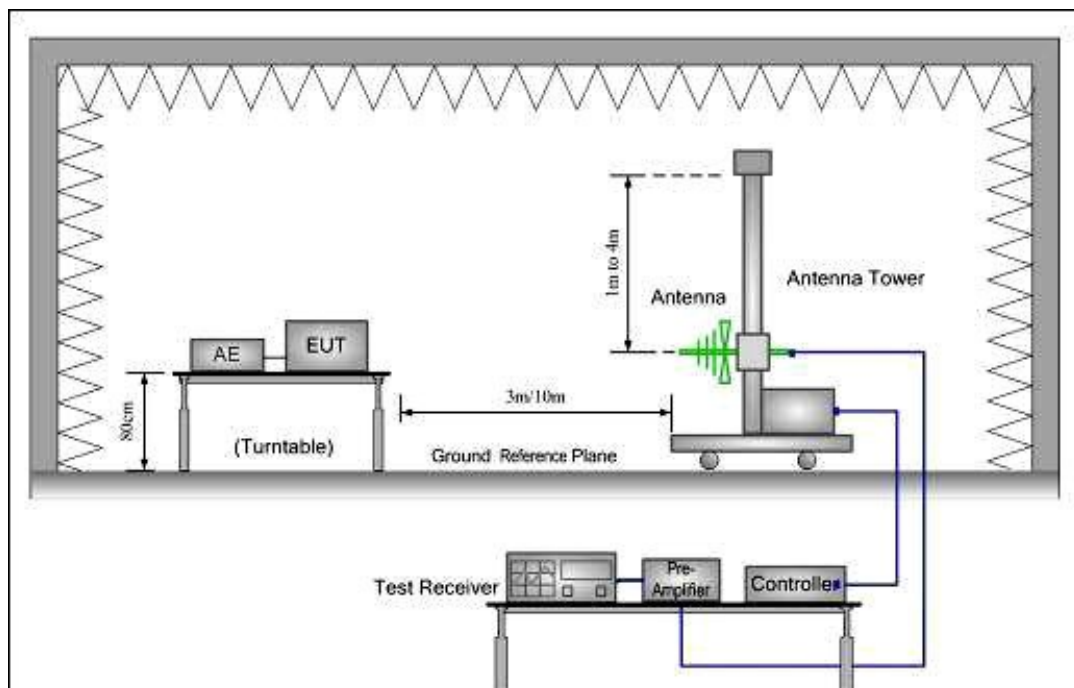 1m to 4m
Antenna Tower
Antenna
AE
EUT
80cm
3m/10m
(Turntable)
Ground Reference Plane
Test Receiver
Pre-
Amplifier
Controller